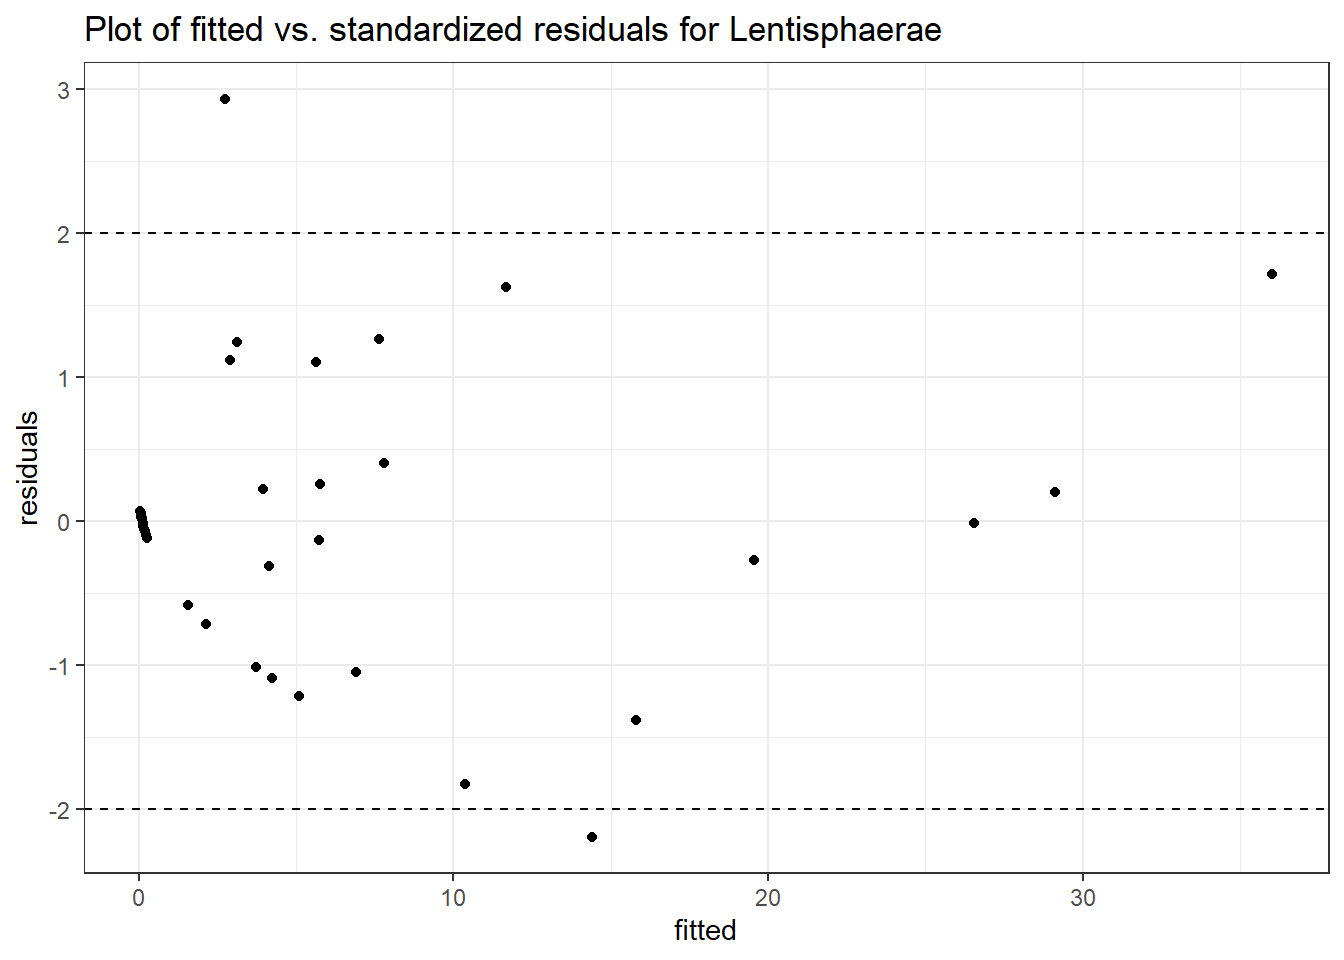 Plot of fitted vs. standardized residuals for Lentisphaerae
3
2
1
0
-1
-2
residuals
0 10 20 30
fitted